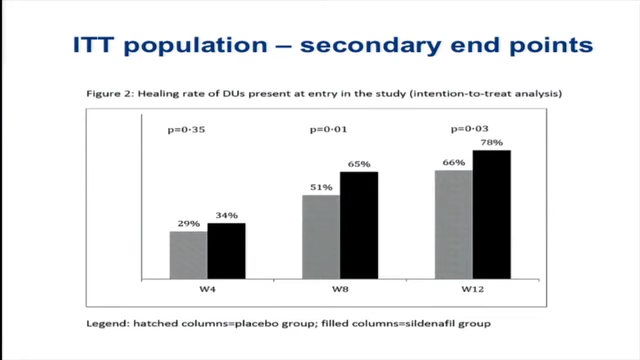 ITT population – secondary end points
Figure 2: Healing rate of DUs present at entry in the study (intention-to-treat analysis)
p=0·35 p=0·01 p=0·03
29% 34% 51% 65% 66% 78%
W4 W8 W12
Legend: hatched columns=placebo group; filled columns=sildenafil group